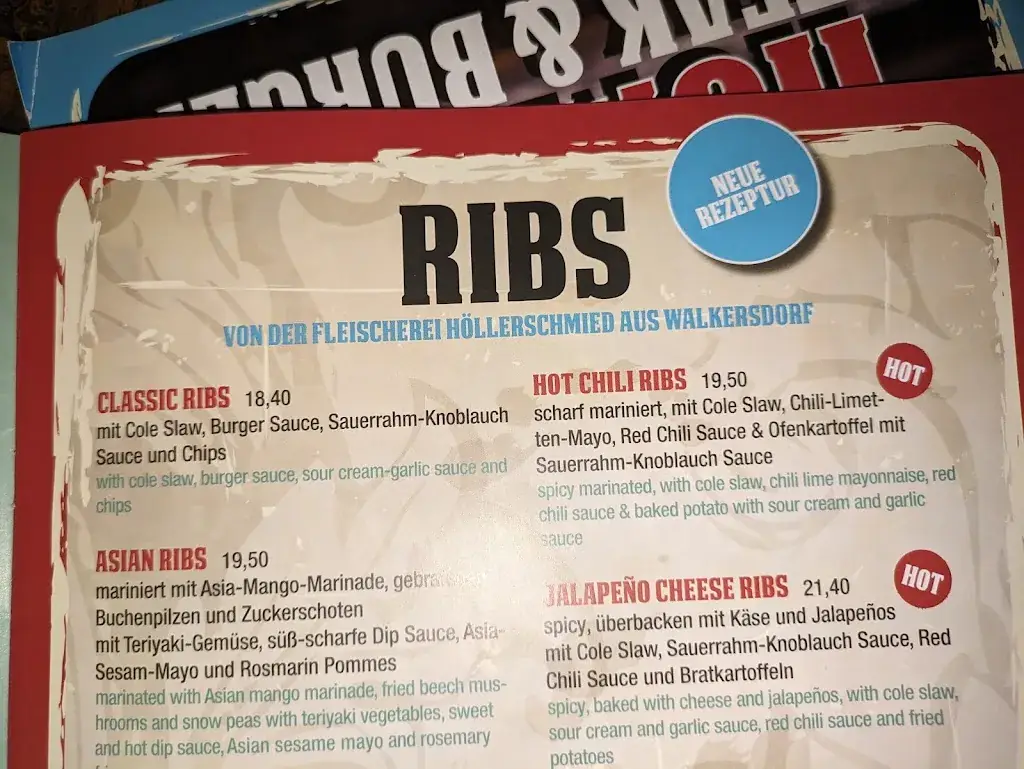 STEAK & BURGER
RIBS
NEUE
REZEPTUR
VON DER FLEISCHEREI HÖLLERSCHMIED AUS WALKERSDORF
CLASSIC RIBS 18,40
mit Cole Slaw, Burger Sauce, Sauerrahm-Knoblauch
Sauce und Chips
with cole slaw, burger sauce, sour cream-garlic sauce and
chips
ASIAN RIBS 19,50
mariniert mit Asia-Mango-Marinade,
Buchenpilzen und Zuckerschoten
mit Teriyaki-Gemüse, süß-scharfe Dip Sauce, Asia-
Sesam-Mayo und Rosmarin Pommes
marinated with Asian mango marinade, fried beech mus-
hrooms and snow peas with teriyaki vegetables, sweet
and hot dip sauce, Asian sesame mayo and rosemary
HOT CHILI RIBS 19,50
HOT
scharf mariniert, mit Cole Slaw, Chili-Limet-
ten-Mayo, Red Chili Sauce & Ofenkartoffel mit
Sauerrahm-Knoblauch Sauce
spicy marinated, with cole slaw, chili lime mayonnaise, red
chili sauce & baked potato with sour cream and garlic
sauce
JALAPEÑO CHEESE RIBS 21,40
HOT
spicy, überbacken mit Käse und Jalapeños
mit Cole Slaw, Sauerrahm-Knoblauch Sauce, Red
Chili Sauce und Bratkartoffeln
spicy, baked with cheese and jalapeños, with cole slaw,
sour cream and garlic sauce, red chili sauce and fried
potatoes